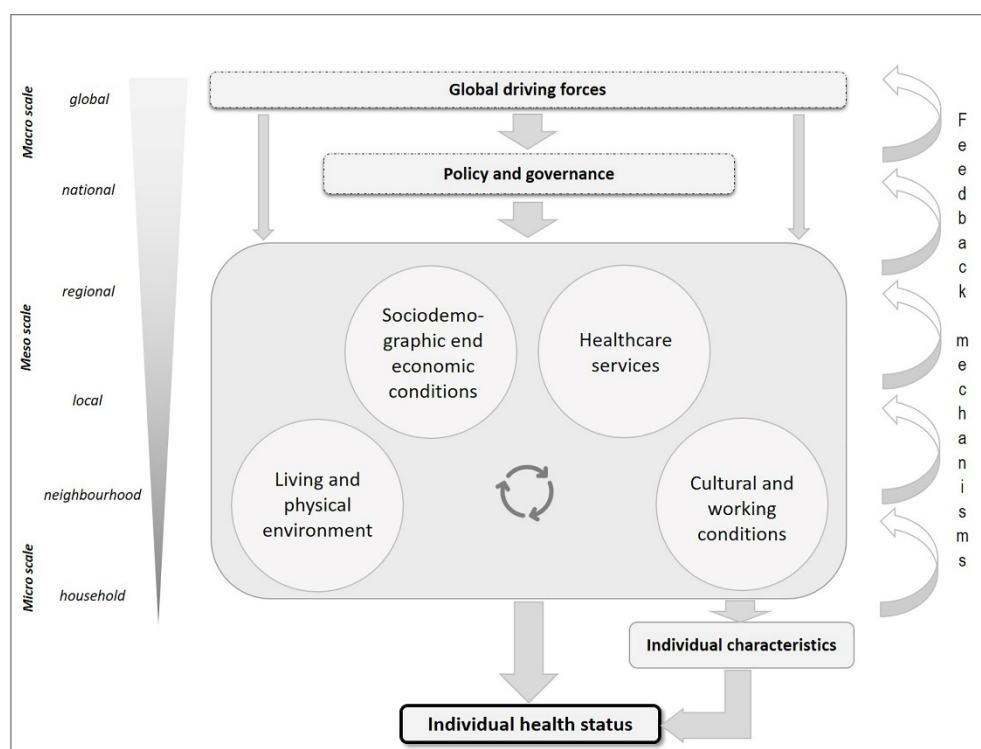 Global driving forces
Policy and governance
Sociodemo-
graphic end
economic
conditions
Healthcare
services
Living and
physical
environment
Cultural and
working
conditions
Individual characteristics
Individual health status
Macro scale
Meso scale
Micro scale
global
national
regional
local
neighbourhood
household
Feedback mechanisms